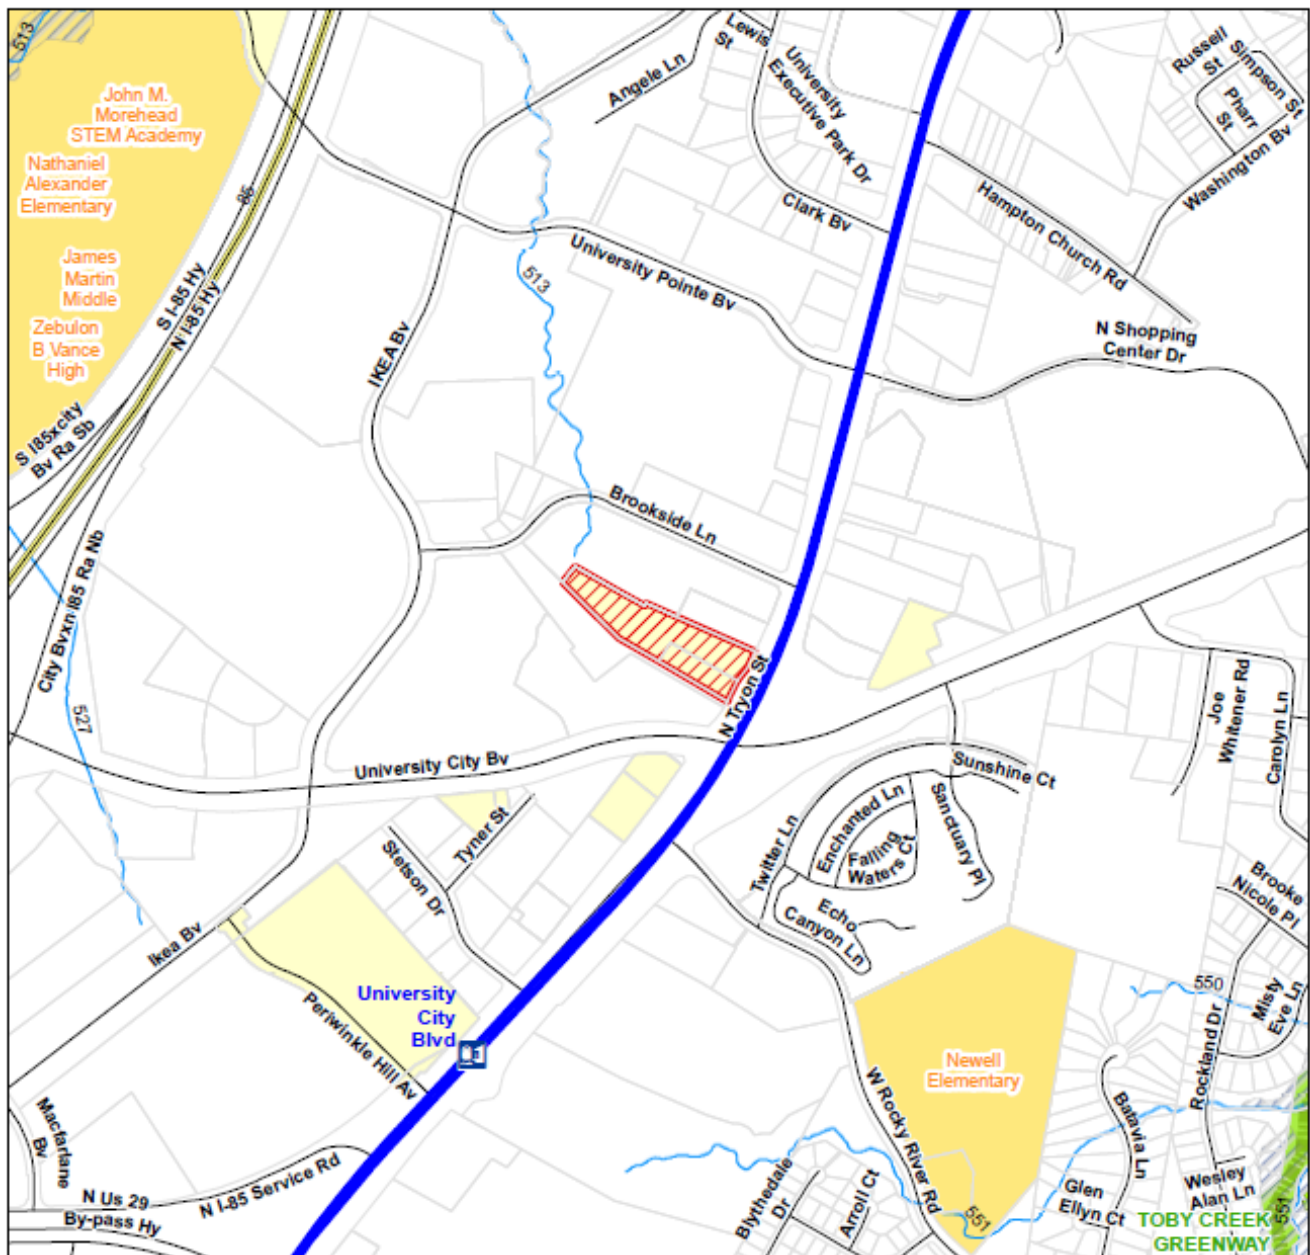 513
John M.
Morehead
STEM Academy
Nathaniel
Alexander
Elementary
James
Martin
Middle
Zebulon
B Vance
High
85
S I-85 Hy
N I-85 Hy
S I85xcity
Bv Ra Sb
City Bvxn I85 Ra Nb
527
IKEA Bv
Angele Ln
Lewis
St
University
Executive Park Dr
Clark Bv
University Pointe Bv
513
Russell
St
Simpson St
Pharr
St
Washington Bv
Hampton Church Rd
N Shopping
Center Dr
Brookside Ln
N Tryon St
University City Bv
Joe
Whitener Rd
Carolyn Ln
Sunshine Ct
Enchanted Ln
Sanctuary Pl
Twitter Ln
Falling
Waters Ct
Echo
Canyon Ln
Tyner St
Stetson Dr
Ikea Bv
Periwinkle Hill Av
University
City
Blvd
Brooke
Nicole Pl
550
Misty
Eve Ln
Rockland Dr
Newell
Elementary
W Rocky River Rd
Batavia Ln
Macfarlane
Bv
N Us 29
By-pass Hy
N I-85 Service Rd
Blythedale
Dr
Arroll Ct
551
Glen
Ellyn Ct
Wesley
Alan Ln
TOBY CREEK
GREENWAY
551